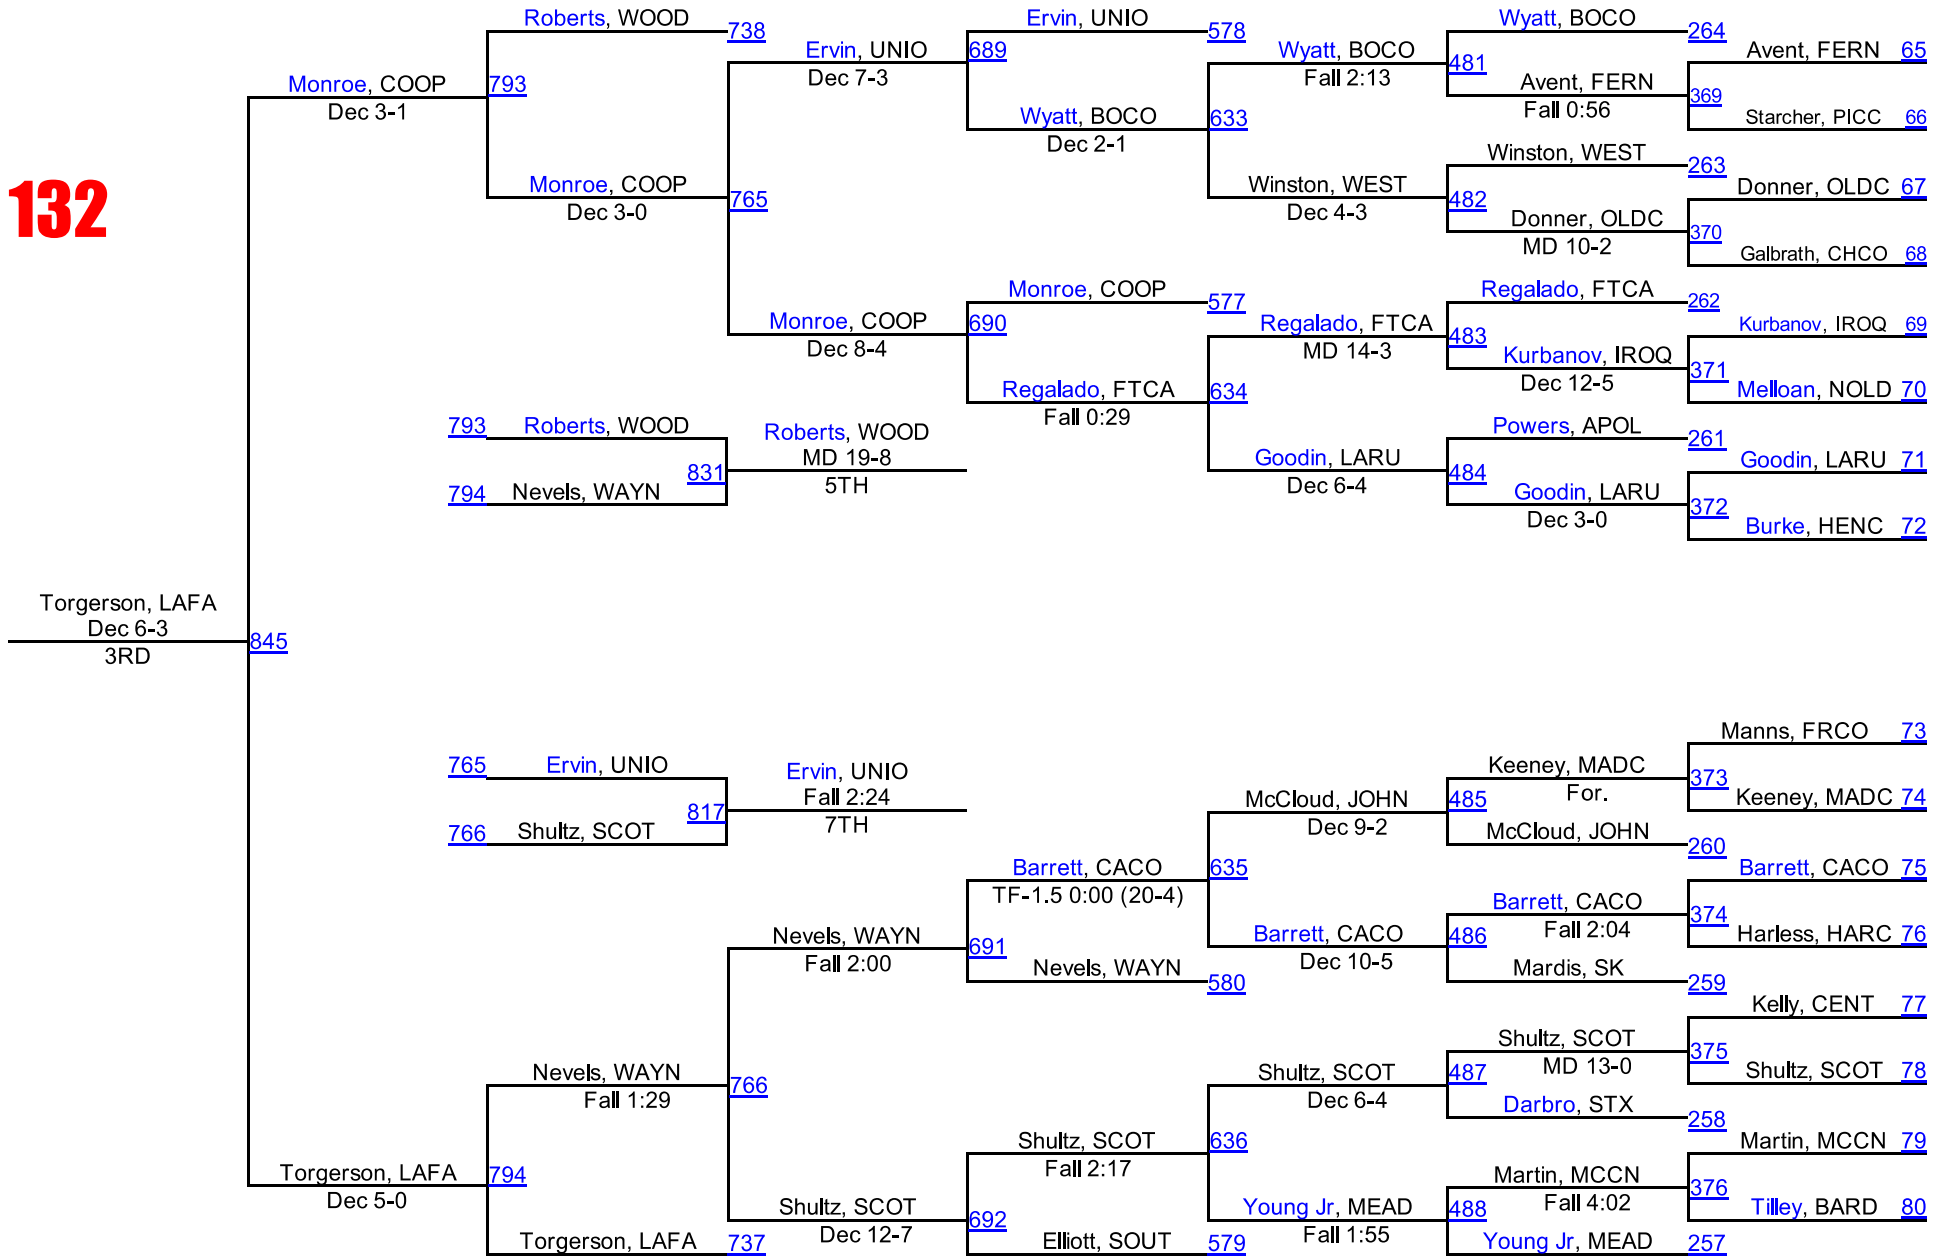 132
Torgerson, LAFA
Dec 6-3
3RD
845
Monroe, COOP
Dec 3-1
793
Torgerson, LAFA
Dec 5-0
794
Roberts, WOOD
738
Monroe, COOP
Dec 3-0
765
793 Roberts, WOOD
794 Nevels, WAYN
831
Roberts, WOOD
MD 19-8
5TH
765 Ervin, UNIO
766 Shultz, SCOT
817
Ervin, UNIO
Fall 2:24
7TH
Nevels, WAYN
Fall 1:29
766
Torgerson, LAFA
737
Ervin, UNIO
Dec 7-3
689
Monroe, COOP
Dec 8-4
690
Nevels, WAYN
Fall 2:00
691
Shultz, SCOT
Dec 12-7
692
Ervin, UNIO
578
Wyatt, BOCO
Dec 2-1
633
Monroe, COOP
577
Regalado, FTCA
Fall 0:29
634
Barrett, CACO
TF-1.5 0:00 (20-4)
635
Nevels, WAYN
580
Shultz, SCOT
Fall 2:17
636
Elliott, SOUT
579
Wyatt, BOCO
Fall 2:13
481
Winston, WEST
Dec 4-3
482
Regalado, FTCA
MD 14-3
483
Goodin, LARU
Dec 6-4
484
McCloud, JOHN
Dec 9-2
485
Barrett, CACO
Dec 10-5
486
Shultz, SCOT
Dec 6-4
487
Young Jr, MEAD
Fall 1:55
488
Wyatt, BOCO
264
Avent, FERN
Fall 0:56
369
Winston, WEST
263
Donner, OLDC
MD 10-2
370
Regalado, FTCA
262
Kurbanov, IROQ
Dec 12-5
371
Powers, APOL
261
Goodin, LARU
Dec 3-0
372
Keeney, MADC
For.
373
McCloud, JOHN
260
Barrett, CACO
Fall 2:04
374
Mardis, SK
259
Shultz, SCOT
MD 13-0
375
Darbro, STX
258
Martin, MCCN
Fall 4:02
376
Young Jr, MEAD
257
Avent, FERN 65
Starcher, PICC 66
Donner, OLDC 67
Galbrath, CHCO 68
Kurbanov, IROQ 69
Melloan, NOLD 70
Goodin, LARU 71
Burke, HENC 72
Manns, FRCO 73
Keeney, MADC 74
Barrett, CACO 75
Harless, HARC 76
Kelly, CENT 77
Shultz, SCOT 78
Martin, MCCN 79
Tilley, BARD 80